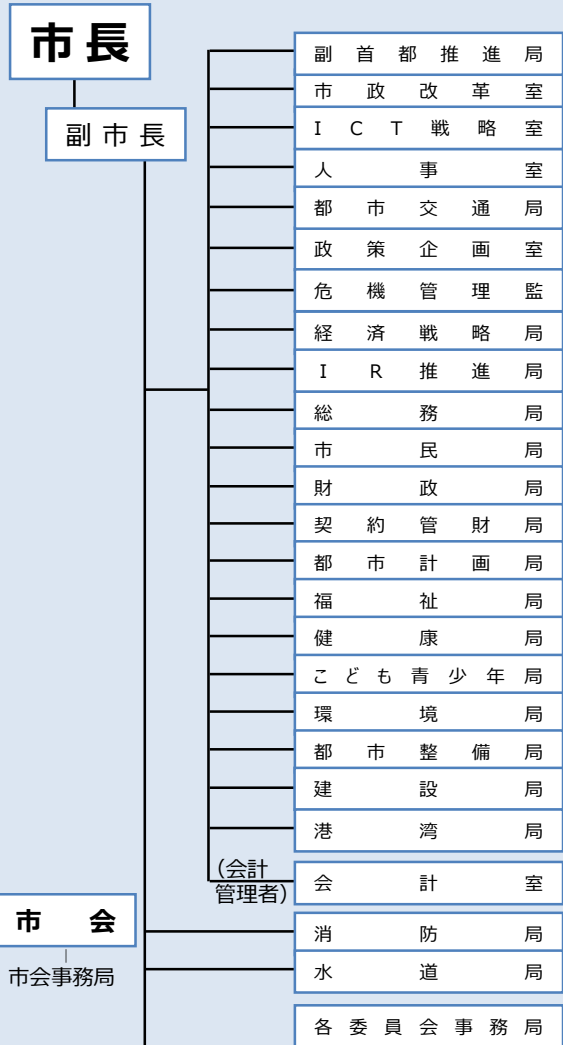 市長
副市長
副首都推進局
市政改革室
ICT戦略室
人事室
都市交通局
政策企画室
危機管理監
経済戦略局
IR推進局
総務局
市民局
財政局
契約管財局
都市計画局
福祉局
健康局
こども青少年局
環境局
都市整備局
建設局
港湾局
(会計
管理者)
会計室
市会
市会事務局
消防局
水道局
各委員会事務局